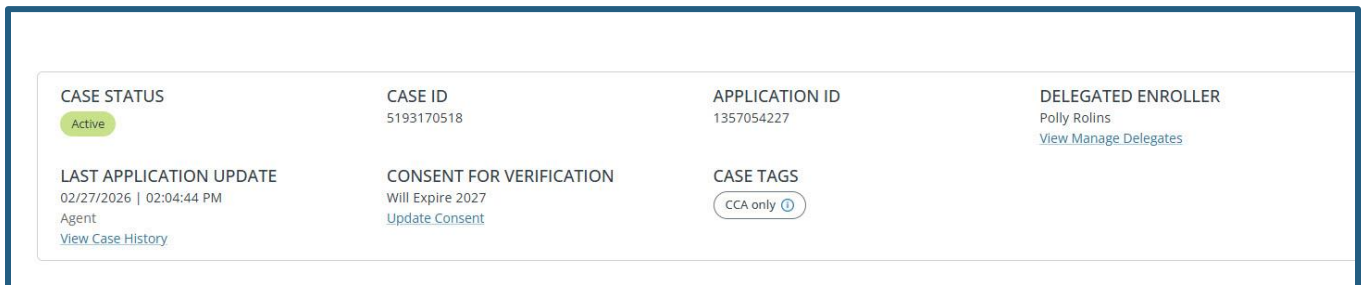 CASE STATUS
Active
CASE ID
5193170518
APPLICATION ID
1357054227
DELEGATED ENROLLER
Polly Rolins
View Manage Delegates
LAST APPLICATION UPDATE
02/27/2026 | 02:04:44 PM
Agent
View Case History
CONSENT FOR VERIFICATION
Will Expire 2027
Update Consent
CASE TAGS
CCA only